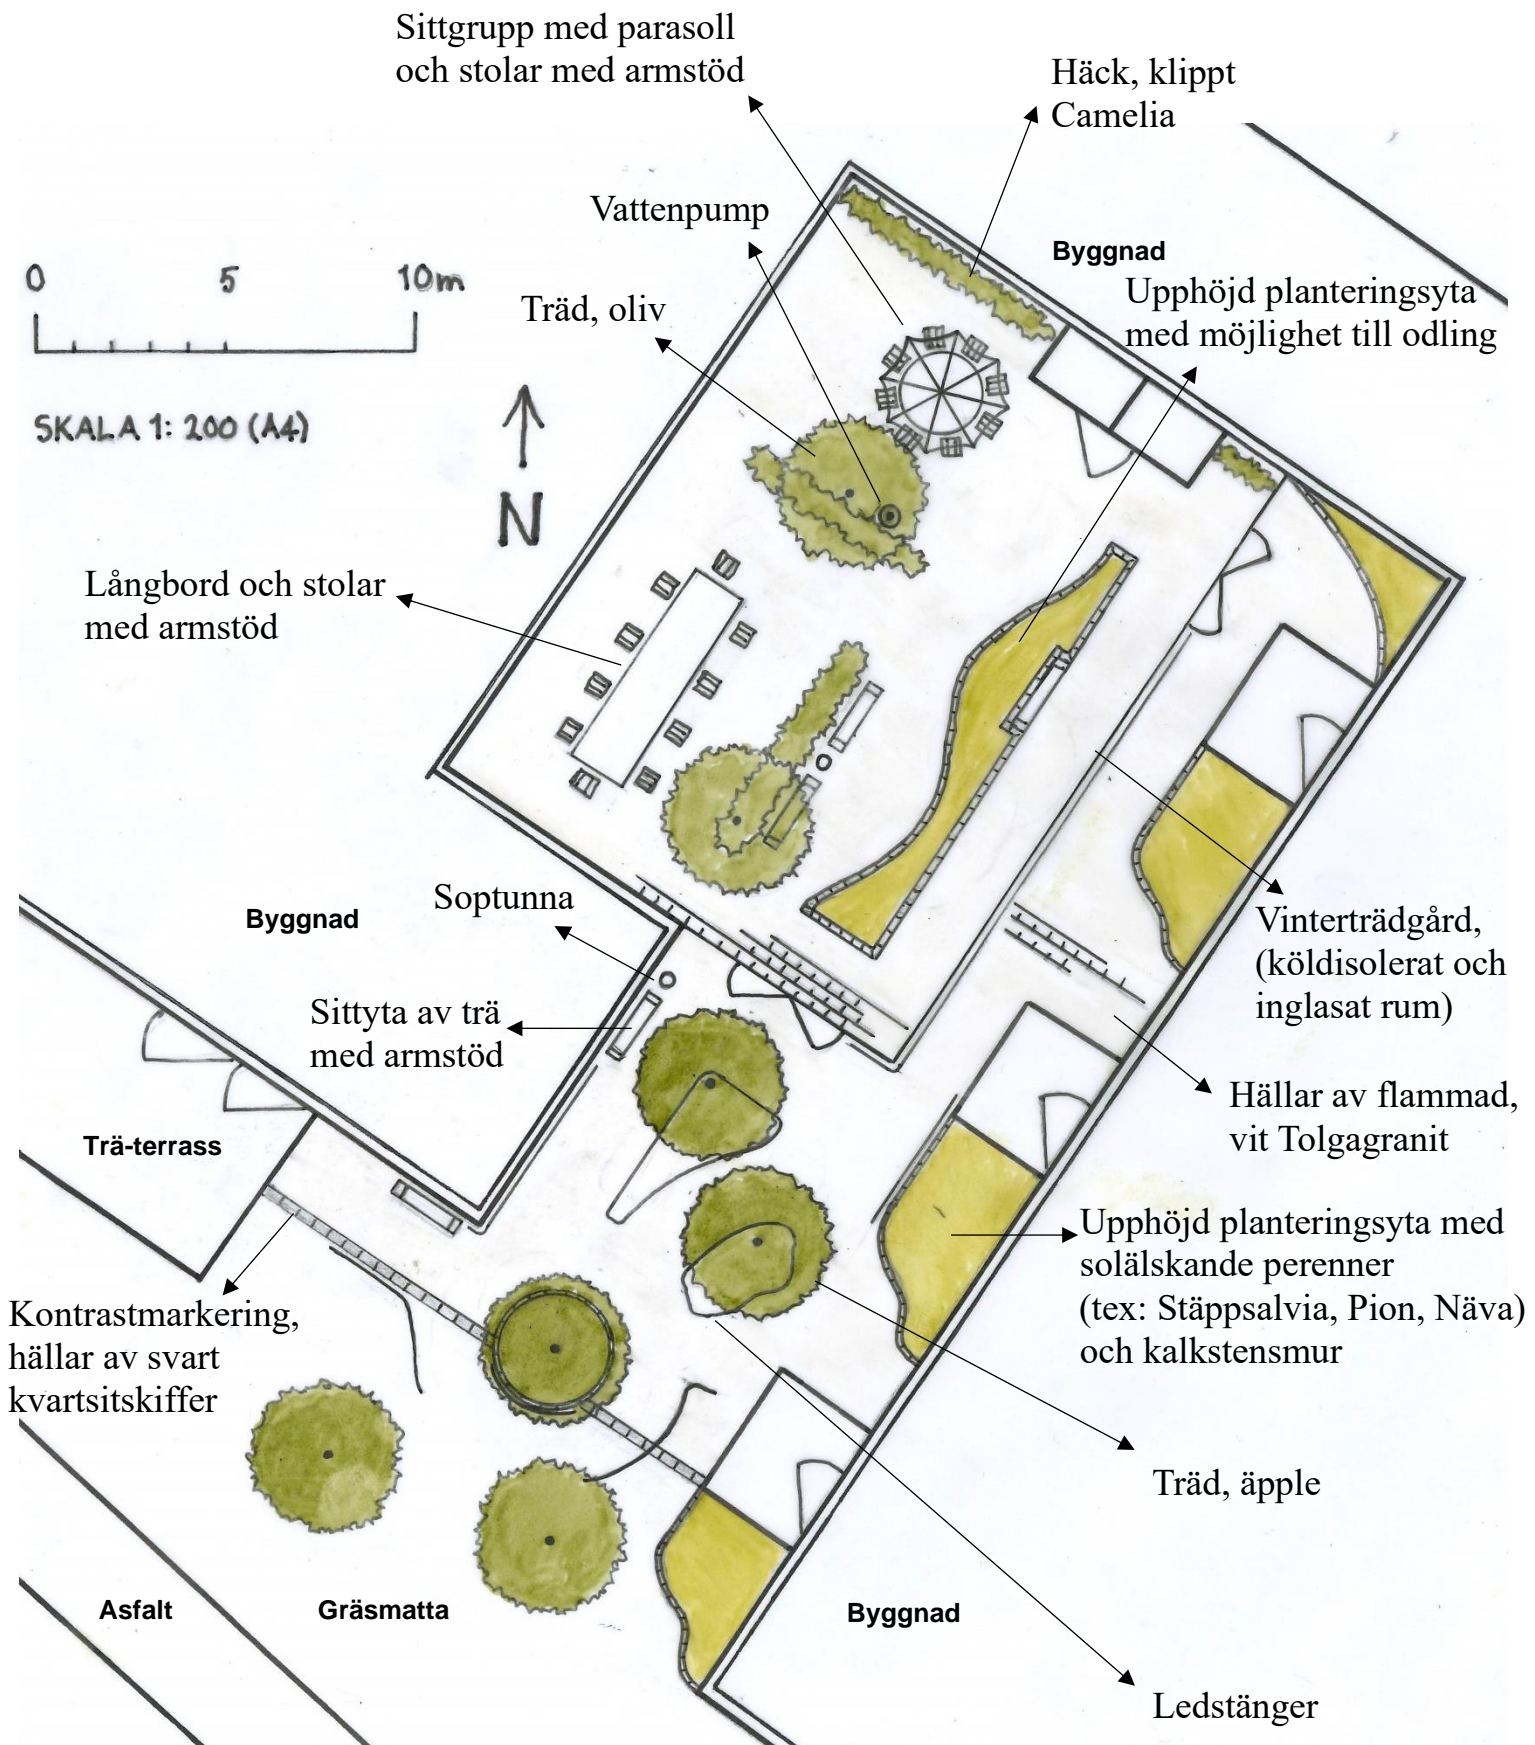 Sittgrupp med parasoll
och stolar med armstöd
Häck, klippt
Camelia
Vattenpump
Byggnad
0 5 10m
Upphöjd planteringsyta
med möjlighet till odling
Träd, oliv
SKALA 1: 200 (A4)
N
Långbord och stolar
med armstöd
Soptunna
Byggnad
Vinterträdgård,
(köldisolerat och
inglasat rum)
Sittyta av trä
med armstöd
Hällar av flammad,
vit Tolgagranit
Trä-terrass
Upphöjd planteringsyta med
solälskande perenner
(tex: Stäppsalvia, Pion, Näva)
och kalkstensmur
Kontrastmarkering,
hällar av svart
kvartsitskiffer
Träd, äpple
Asfalt
Gräsmatta
Byggnad
Ledstänger